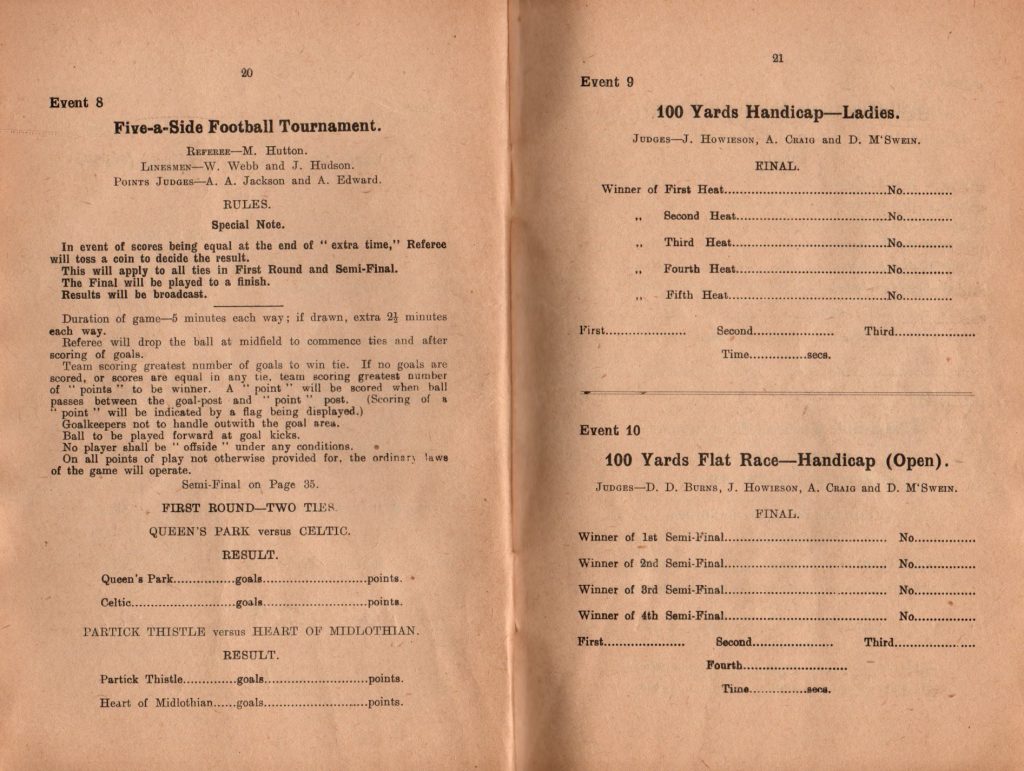 20
Event 8
Five-a-Side Football Tournament.
Referee—M. Hutton.
Linesmen—W. Webb and J. Hudson.
Points Judges—A. A. Jackson and A. Edward.
RULES.
Special Note.
In event of scores being equal at the end of " extra time," Referee
will toss a coin to decide the result.
This will apply to all ties in First Round and Semi-Final.
The Final will be played to a finish.
Results will be broadcast.
Duration of game—5 minutes each way; if drawn, extra 2½ minutes
each way.
Referee will drop the ball at midfield to commence ties and after
scoring of goals.
Team scoring greatest number of goals to win tie. If no goals are
scored, or scores are equal in any tie, team scoring greatest number
of " points " to be winner. A " point " will be scored when ball
passes between the goal-post and " point " post. (Scoring of a
" point " will be indicated by a flag being displayed.)
Goalkeepers not to handle outwith the goal area.
Ball to be played forward at goal kicks.
No player shall be " offside " under any conditions.
On all points of play not otherwise provided for, the ordinary laws
of the game will operate.
Semi-Final on Page 35.
FIRST ROUND—TWO TIES.
QUEEN'S PARK versus CELTIC.
RESULT.
Queen's Park...............goals.........................points.
Celtic.........................goals.........................points.
PARTICK THISTLE versus HEART OF MIDLOTHIAN.
RESULT.
Partick Thistle.............goals.........................points.
Heart of Midlothian......goals.........................points.
21
Event 9
100 Yards Handicap—Ladies.
Judges—J. Howieson, A. Craig and D. M'Swein.
FINAL.
Winner of First Heat.......................................No............
,, Second Heat.......................................No............
,, Third Heat.......................................No............
,, Fourth Heat.......................................No............
,, Fifth Heat.......................................No............
First.................... Second.................... Third....................
Time..............secs.
Event 10
100 Yards Flat Race—Handicap (Open).
Judges—D. D. Burns, J. Howieson, A. Craig and D. M'Swein.
FINAL.
Winner of 1st Semi-Final....................................... No...............
Winner of 2nd Semi-Final....................................... No...............
Winner of 3rd Semi-Final....................................... No...............
Winner of 4th Semi-Final....................................... No...............
First.................... Second.................... Third....................
Fourth.........................
Time..............secs.